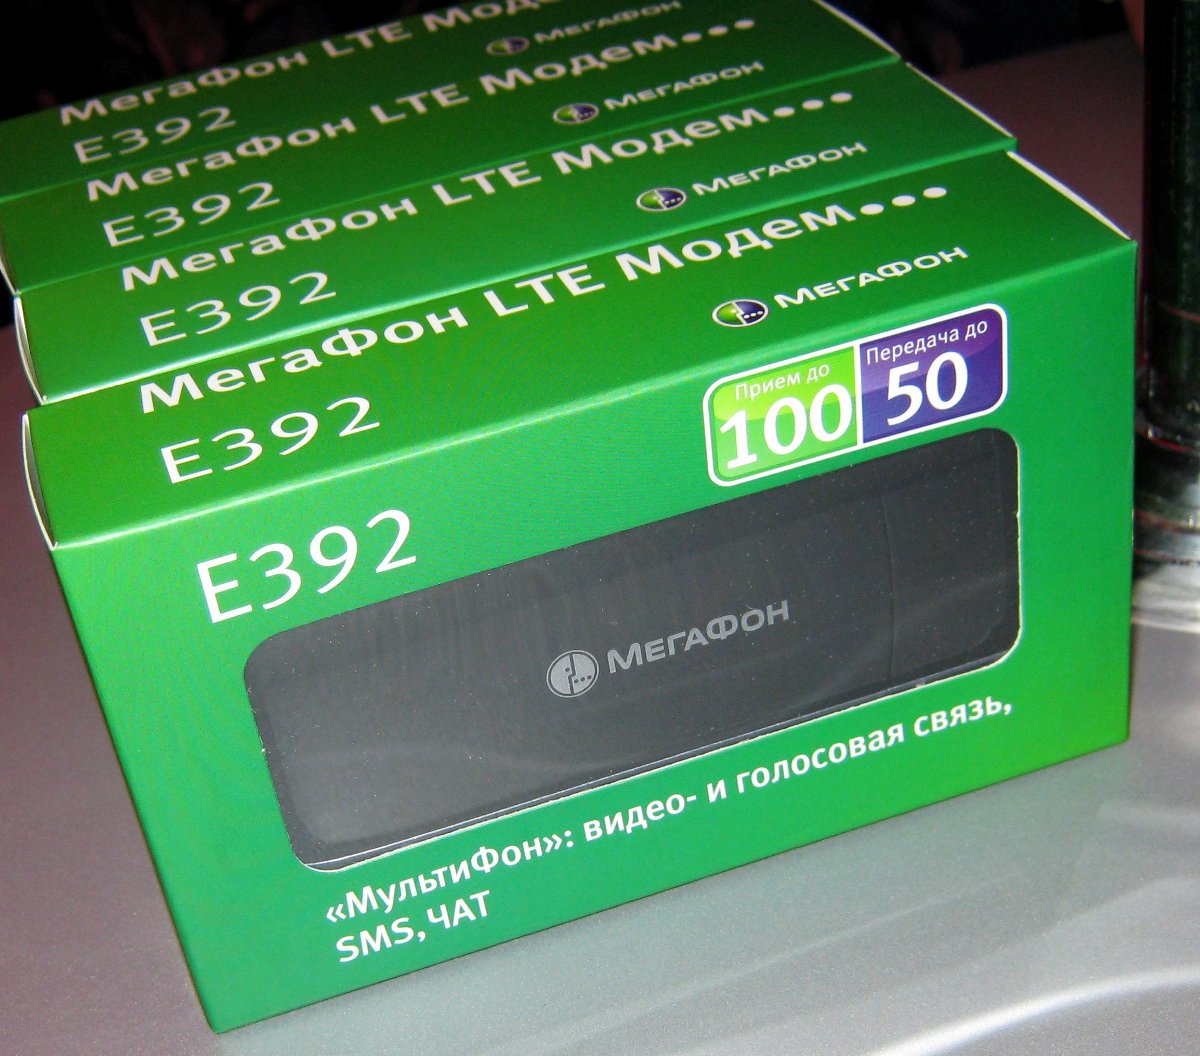 МегаФон LTE Модем...
МЕГАФОН
E392
МегаФон LTE Модем...
МЕГАФОН
E392
МегаФон LTE Модем...
МЕГАФОН
E392
МегаФон LTE Модем...
МЕГАФОН
E392
Прием до
100
Передача до
50
E392
МЕГАФОН
«МультиФон»: видео- и голосовая связь,
SMS, ЧАТ